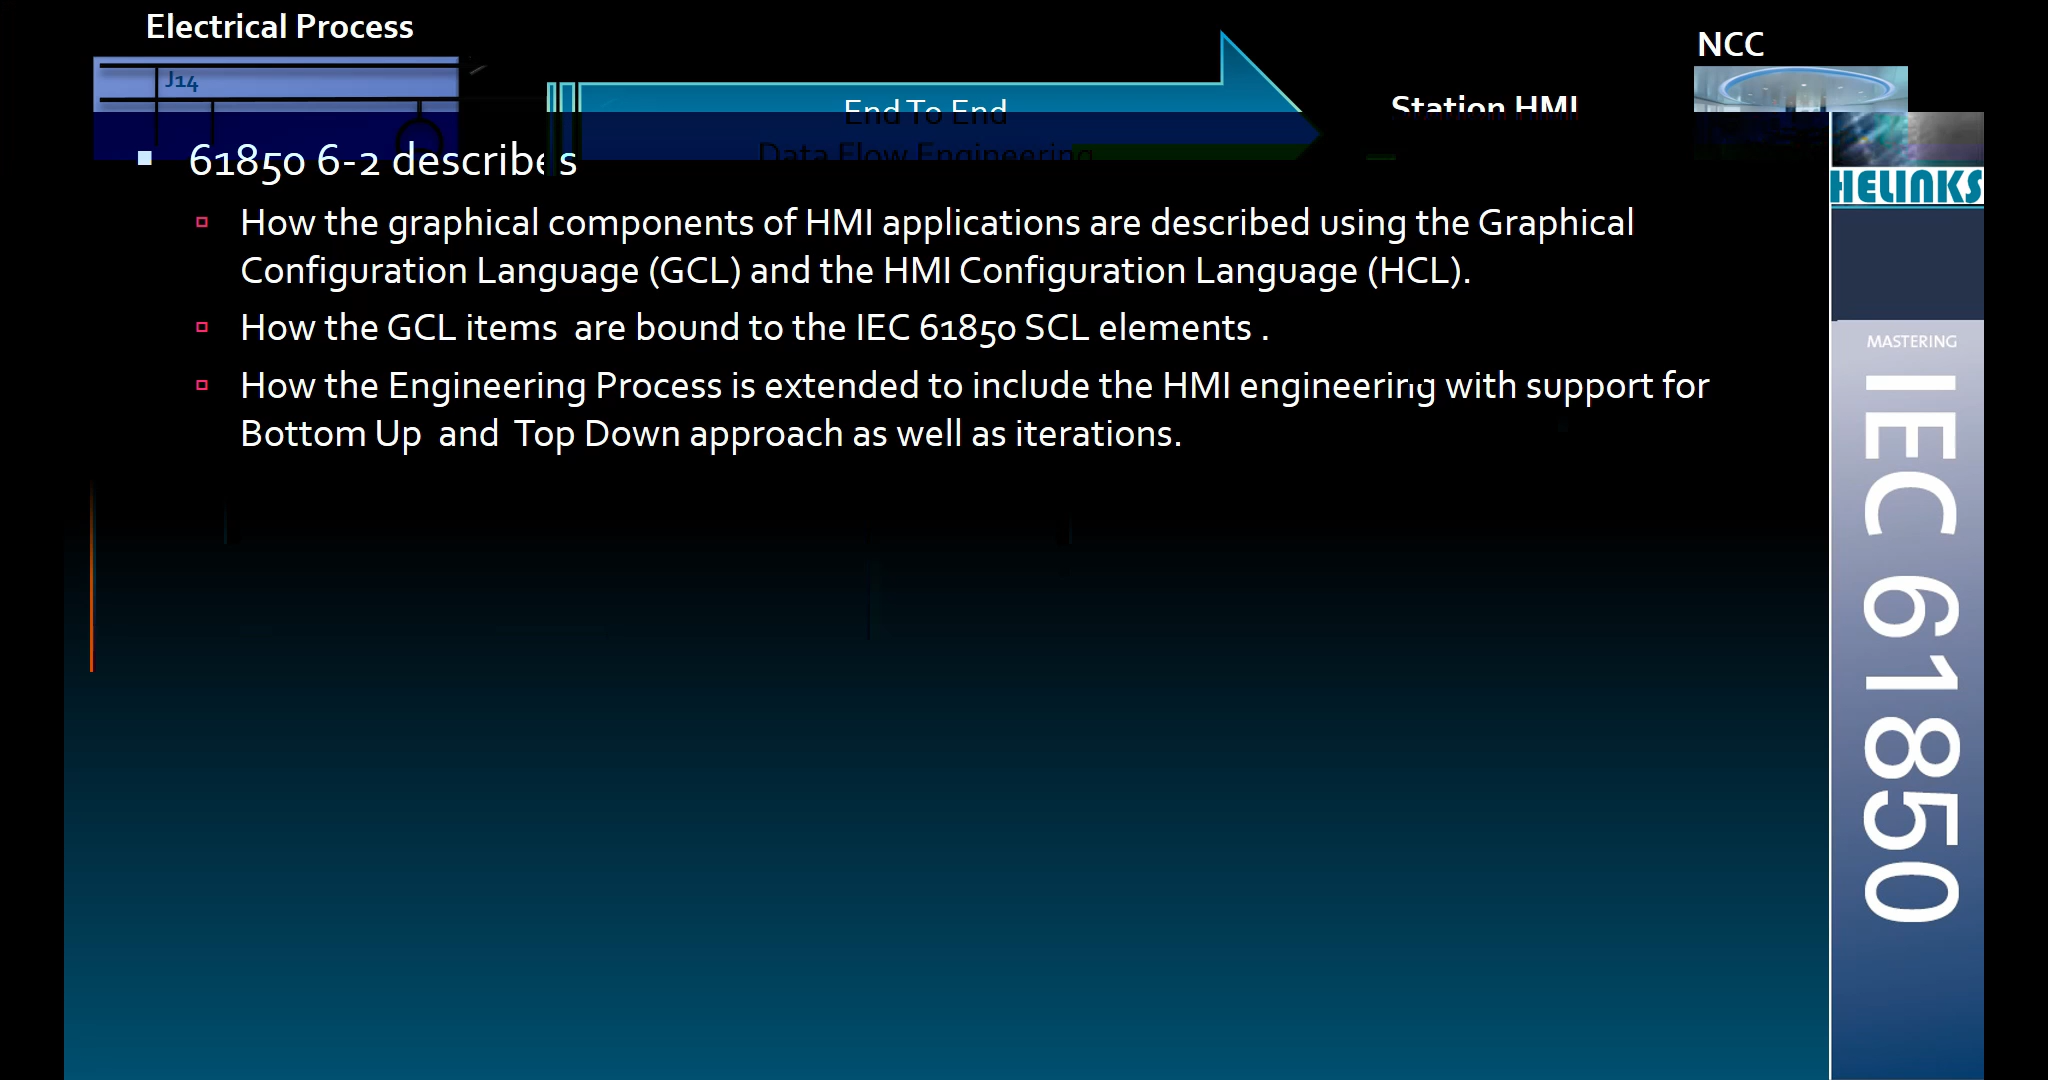 Electrical Process
NCC
J14
End To End
Station HMI
Data Flow Engineering
61850 6-2 describes
HELINKS
How the graphical components of HMI applications are described using the Graphical
Configuration Language (GCL) and the HMI Configuration Language (HCL).
How the GCL items are bound to the IEC 61850 SCL elements .
How the Engineering Process is extended to include the HMI engineering with support for
Bottom Up and Top Down approach as well as iterations.
MASTERING
IEC 61850